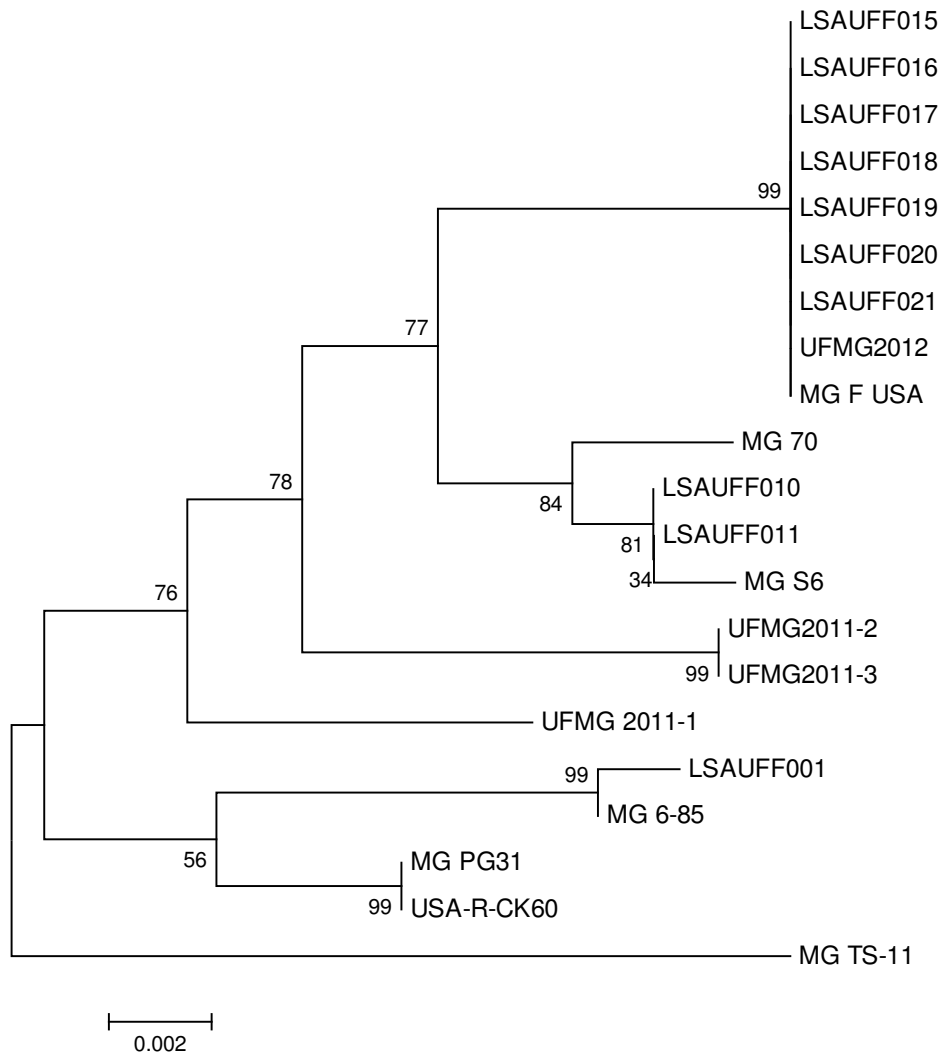 LSAUFF015
LSAUFF016
LSAUFF017
LSAUFF018
99
LSAUFF019
LSAUFF020
LSAUFF021
77
UFMG2012
MG F USA
MG 70
78
LSAUFF010
84
LSAUFF011
81
34
MG S6
76
UFMG2011-2
99
UFMG2011-3
UFMG 2011-1
99
LSAUFF001
MG 6-85
56
MG PG31
99
USA-R-CK60
MG TS-11
0.002